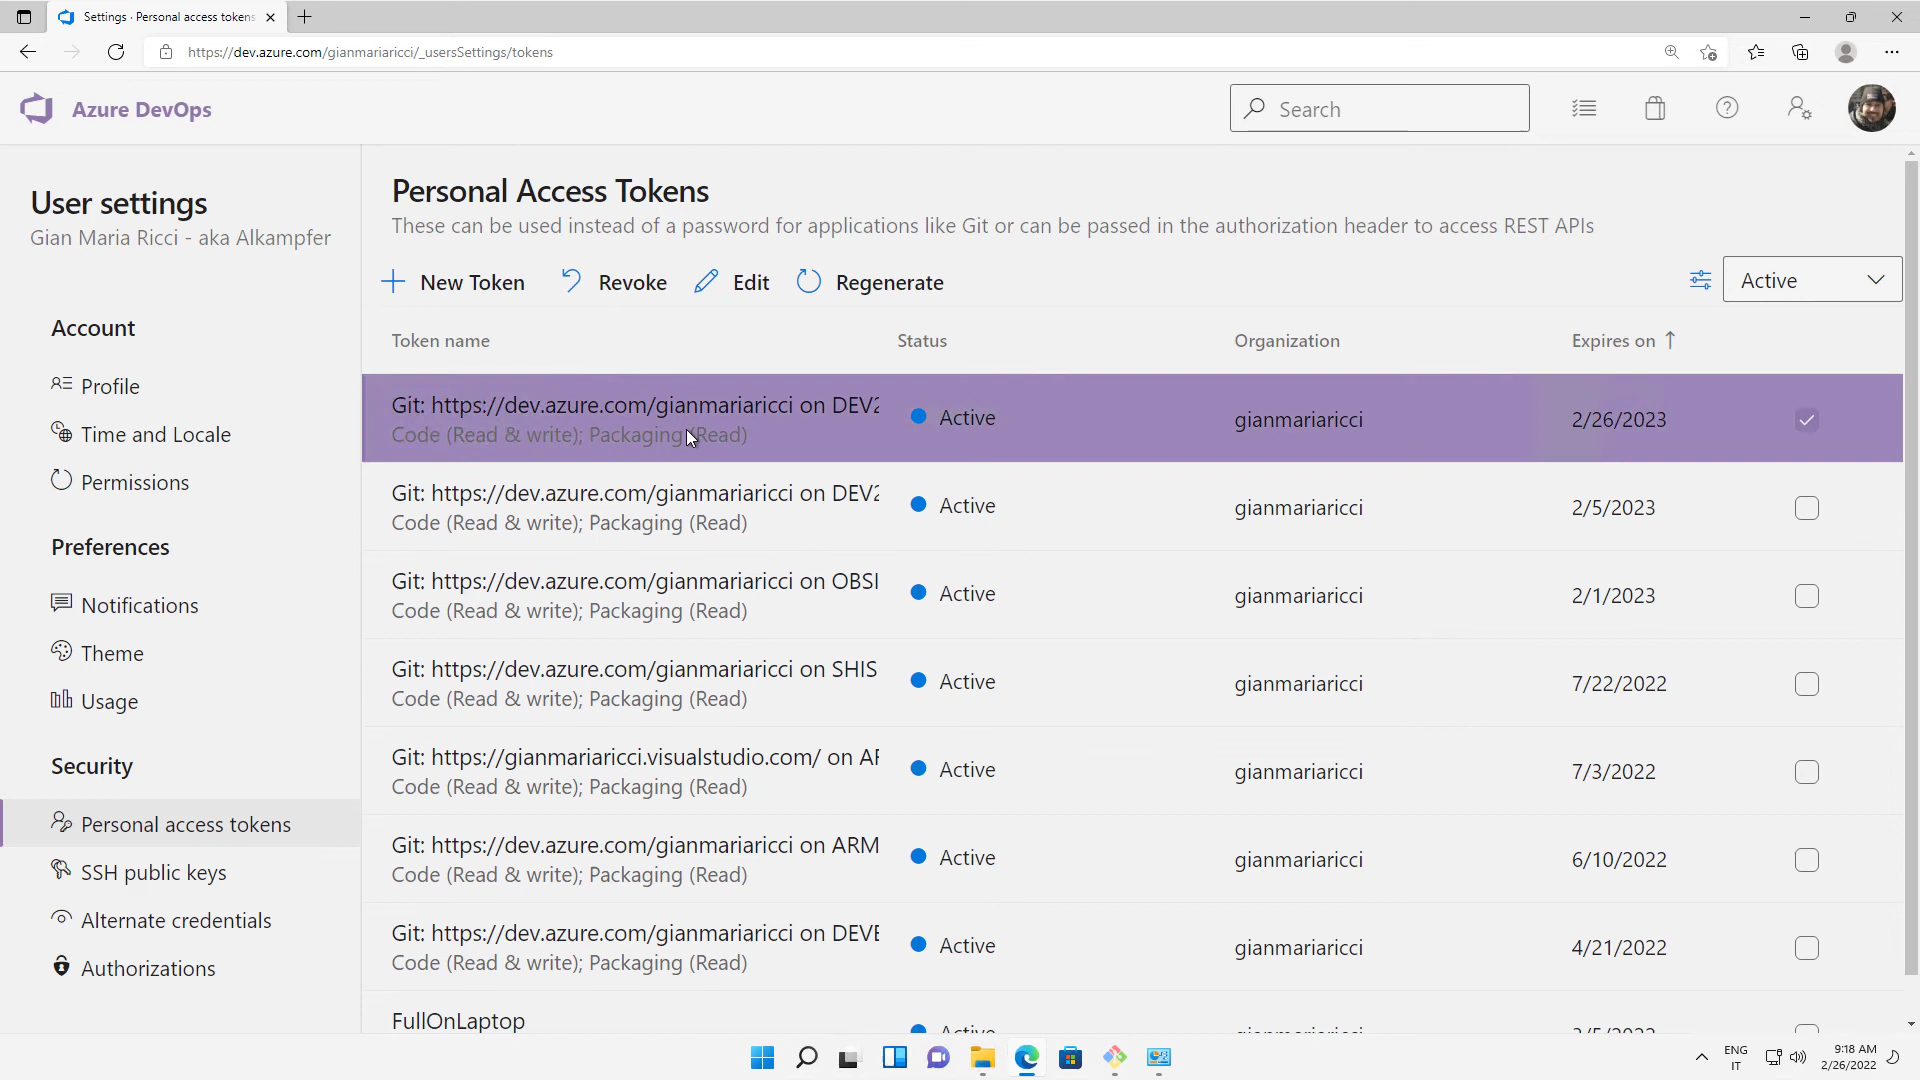 Settings · Personal access tokens
https://dev.azure.com/gianmariaricci/_usersSettings/tokens
Azure DevOps
Search
User settings
Gian Maria Ricci - aka Alkampfer
Account
Profile
Time and Locale
Permissions
Preferences
Notifications
Theme
Usage
Security
Personal access tokens
SSH public keys
Alternate credentials
Authorizations
Personal Access Tokens
These can be used instead of a password for applications like Git or can be passed in the authorization header to access REST APIs
New Token Revoke Edit Regenerate
Active
Token name Status Organization Expires on
Git: https://dev.azure.com/gianmariaricci on DEV2 Active gianmariaricci 2/26/2023
Code (Read & write); Packaging (Read)
Git: https://dev.azure.com/gianmariaricci on DEV2 Active gianmariaricci 2/5/2023
Code (Read & write); Packaging (Read)
Git: https://dev.azure.com/gianmariaricci on OBSI Active gianmariaricci 2/1/2023
Code (Read & write); Packaging (Read)
Git: https://dev.azure.com/gianmariaricci on SHIS Active gianmariaricci 7/22/2022
Code (Read & write); Packaging (Read)
Git: https://gianmariaricci.visualstudio.com/ on AR Active gianmariaricci 7/3/2022
Code (Read & write); Packaging (Read)
Git: https://dev.azure.com/gianmariaricci on ARM Active gianmariaricci 6/10/2022
Code (Read & write); Packaging (Read)
Git: https://dev.azure.com/gianmariaricci on DEVE Active gianmariaricci 4/21/2022
Code (Read & write); Packaging (Read)
FullOnLaptop Active gianmariaricci
ENG
IT
9:18 AM
2/26/2022